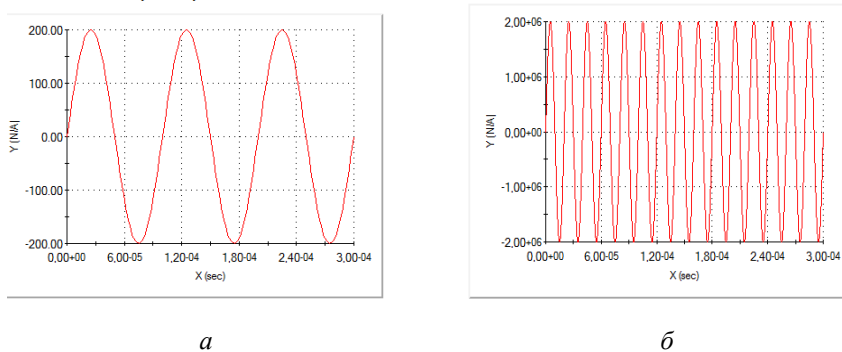 200.00
100.00
0.00
-100.00
-200.00
Y (N/A)
0,00+00 6,00-05 1,20-04 1,80-04 2,40-04 3,00-04
X (sec)
а
2,00+06
1,00+06
0,00+00
-1,00+06
-2,00+06
Y (N/A)
0,00+00 6,00-05 1,20-04 1,80-04 2,40-04 3,00-04
X (sec)
б